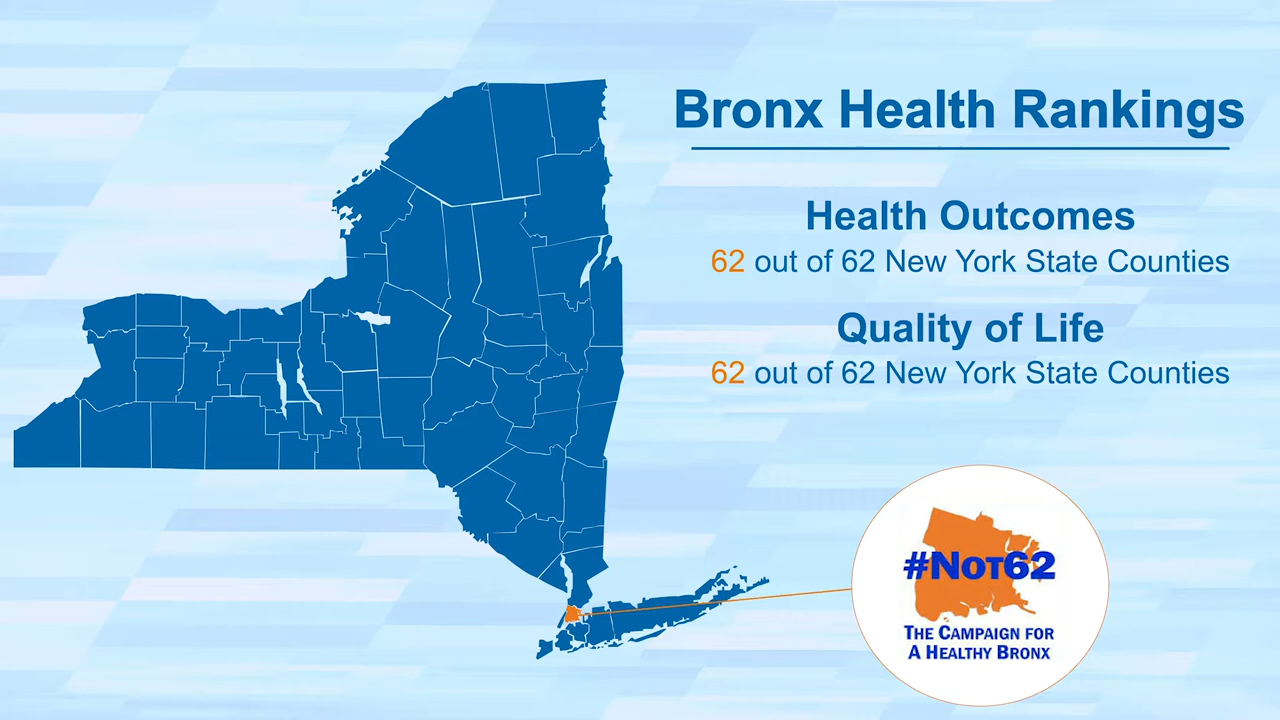 Bronx Health Rankings
Health Outcomes
62 out of 62 New York State Counties
Quality of Life
62 out of 62 New York State Counties
#NOT62
THE CAMPAIGN FOR
A HEALTHY BRONX